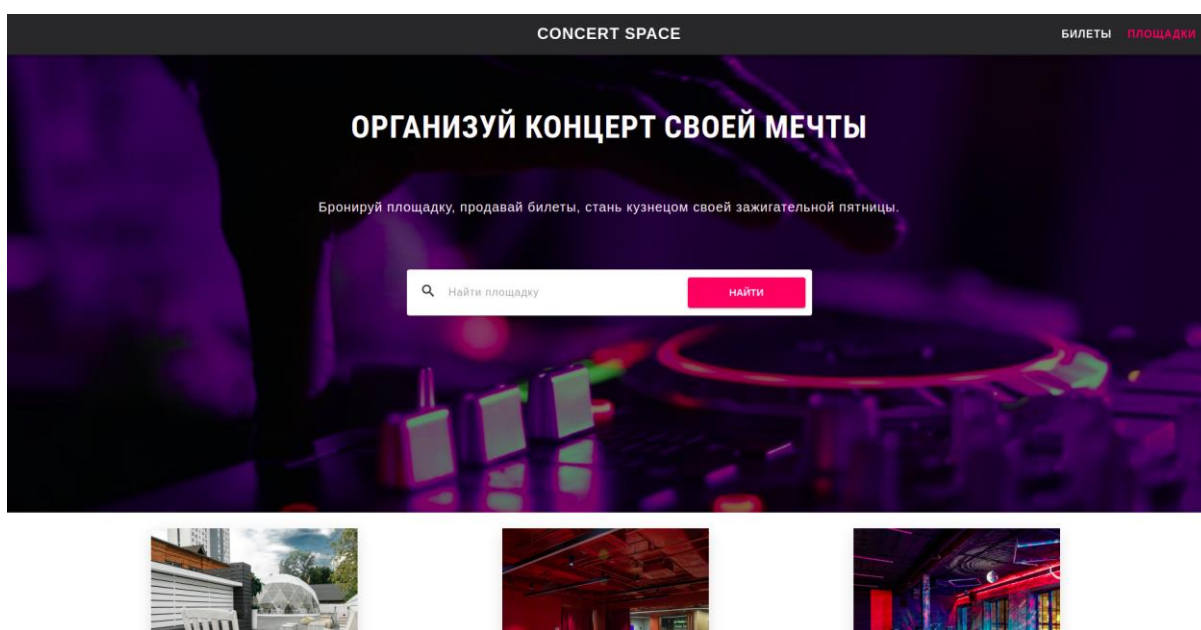 CONCERT SPACE
БИЛЕТЫ ПЛОЩАДКИ
ОРГАНИЗУЙ КОНЦЕРТ СВОЕЙ МЕЧТЫ
Бронируй площадку, продавай билеты, стань кузнецом своей зажигательной пятницы.
Найти площадку НАЙТИ